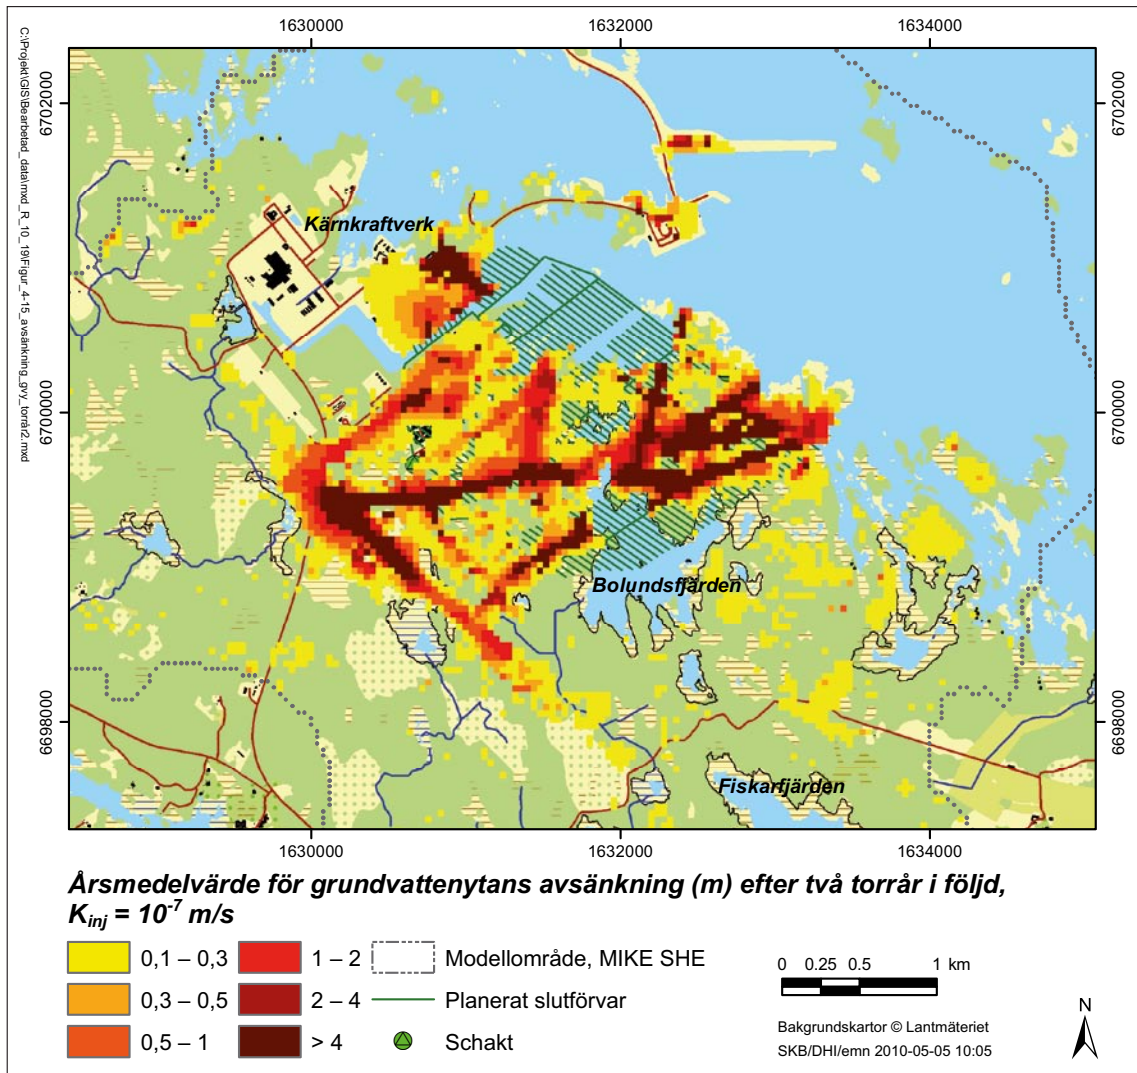 1630000
1632000
1634000
C:\Projekt\GIS\Bearbetad_data\mxd_R_10_19\Figur_4-15_avsänkning_gvy_torrår2.mxd
6702000
6702000
Kärnkraftverk
6700000
6700000
Bolundsfjärden
6698000
6698000
Fiskarfjärden
1630000
1632000
1634000
Årsmedelvärde för grundvattenytans avsänkning (m) efter två torrår i följd,
Kinj = 10-7 m/s
0,1 – 0,3
1 – 2
Modellområde, MIKE SHE
0,3 – 0,5
2 – 4
Planerat slutförvar
0,5 – 1
> 4
Schakt
0 0.25 0.5 1 km
Bakgrundskartor © Lantmäteriet
SKB/DHI/emn 2010-05-05 10:05
N